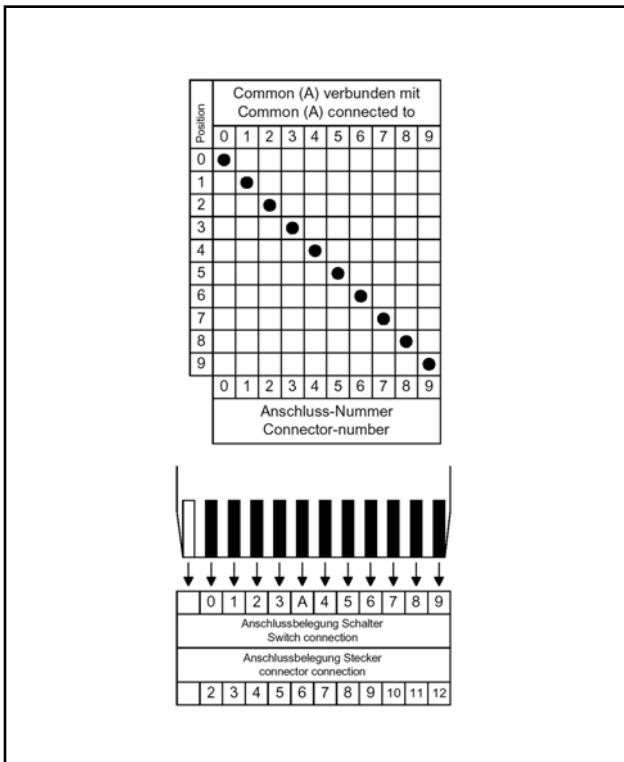 Position
Common (A) verbunden mit
Common (A) connected to
0 1 2 3 4 5 6 7 8 9
0
1
2
3
4
5
6
7
8
9
0 1 2 3 4 5 6 7 8 9
Anschluss-Nummer
Connector-number
0 1 2 3 A 4 5 6 7 8 9
Anschlussbelegung Schalter
Switch connection
Anschlussbelegung Stecker
connector connection
2 3 4 5 6 7 8 9 10 11 12